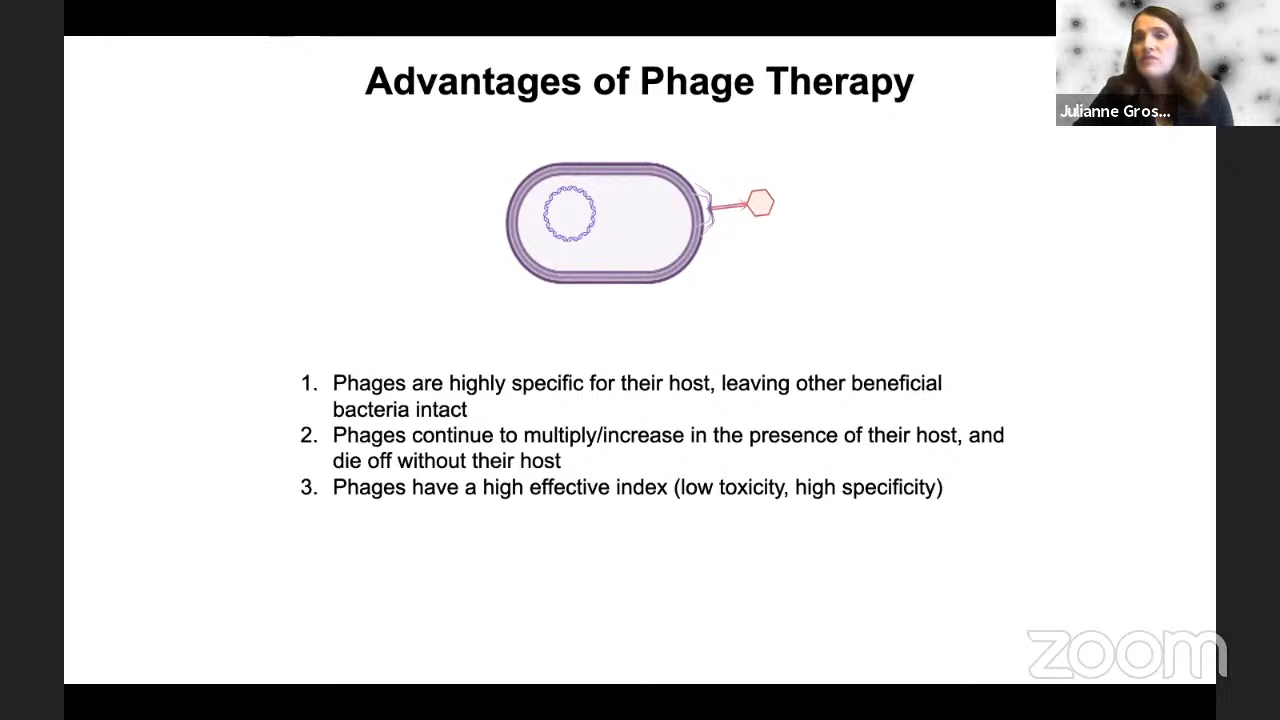 Advantages of Phage Therapy
Julianne Gros...
1. Phages are highly specific for their host, leaving other beneficial
bacteria intact
2. Phages continue to multiply/increase in the presence of their host, and
die off without their host
3. Phages have a high effective index (low toxicity, high specificity)
zoom